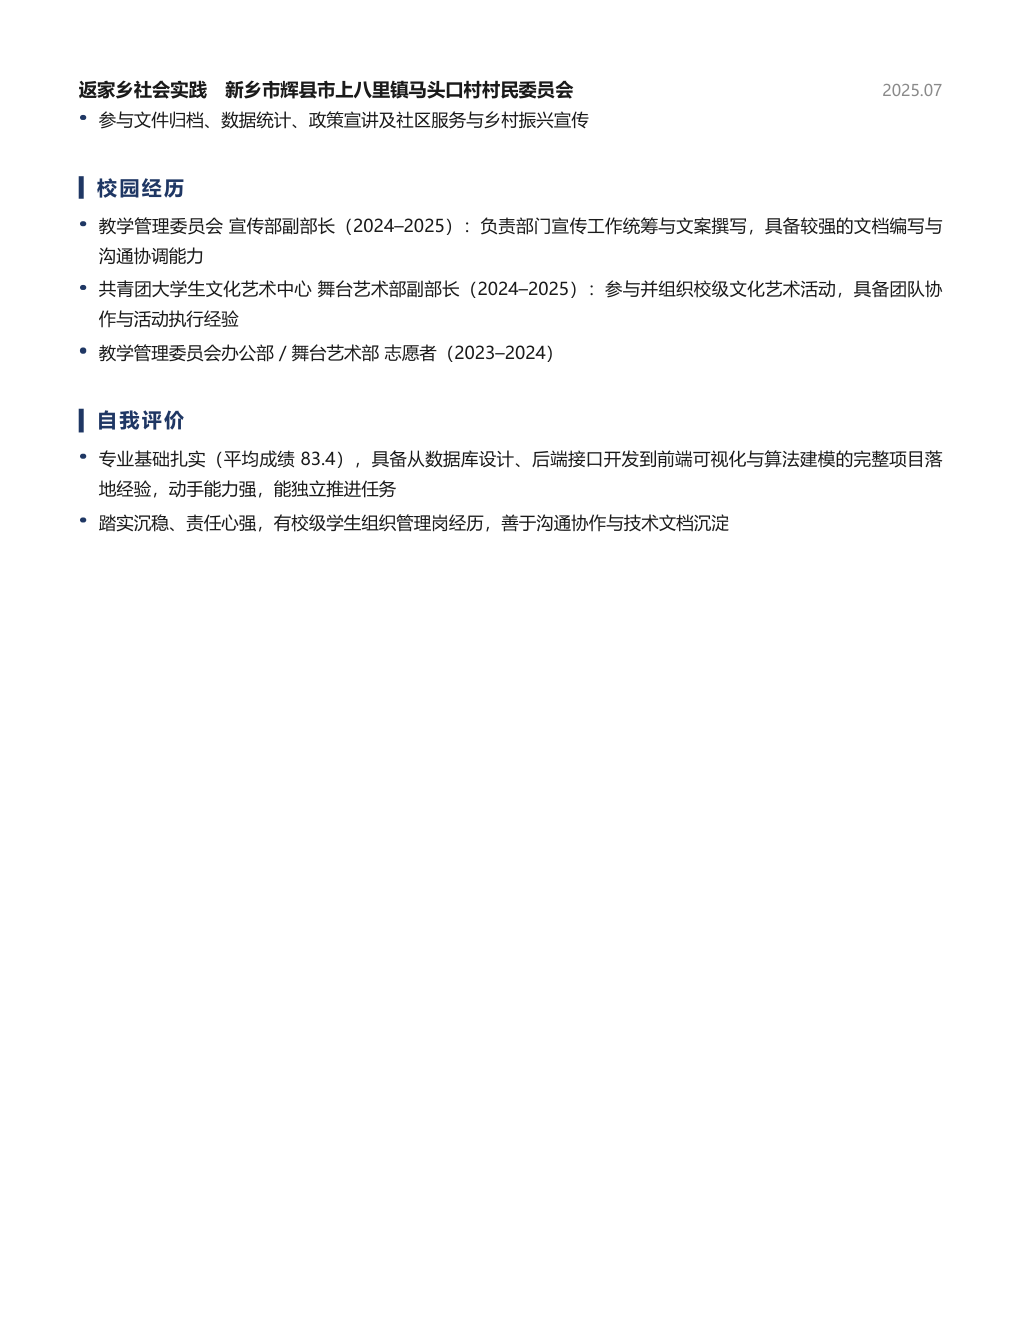 返家乡社会实践　新乡市辉县市上八里镇马头口村村民委员会 2025.07
• 参与文件归档、数据统计、政策宣讲及社区服务与乡村振兴宣传
校园经历
• 教学管理委员会 宣传部副部长（2024–2025）：负责部门宣传工作统筹与文案撰写，具备较强的文档编写与
沟通协调能力
• 共青团大学生文化艺术中心 舞台艺术部副部长（2024–2025）：参与并组织校级文化艺术活动，具备团队协
作与活动执行经验
• 教学管理委员会办公部 / 舞台艺术部 志愿者（2023–2024）
自我评价
• 专业基础扎实（平均成绩 83.4），具备从数据库设计、后端接口开发到前端可视化与算法建模的完整项目落
地经验，动手能力强，能独立推进任务
• 踏实沉稳、责任心强，有校级学生组织管理岗经历，善于沟通协作与技术文档沉淀